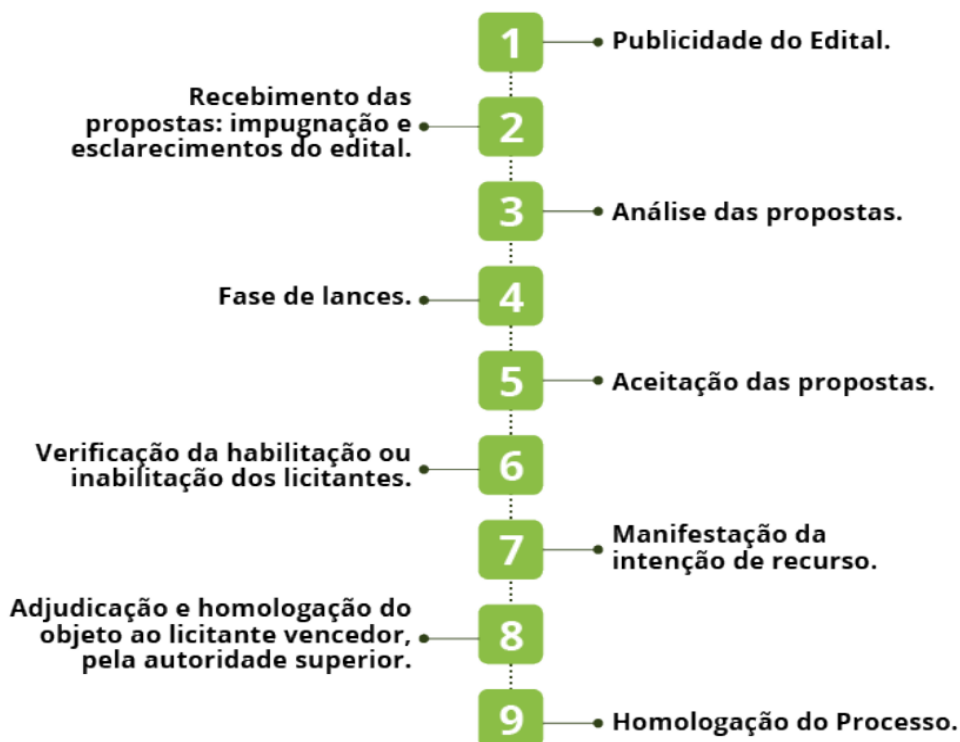 1
Publicidade do Edital.
Recebimento das
propostas: impugnação e
esclarecimentos do edital.
2
3
Análise das propostas.
Fase de lances.
4
5
Aceitação das propostas.
Verificação da habilitação ou
inabilitação dos licitantes.
6
7
Manifestação da
intenção de recurso.
Adjudicação e homologação do
objeto ao licitante vencedor,
pela autoridade superior.
8
9
Homologação do Processo.